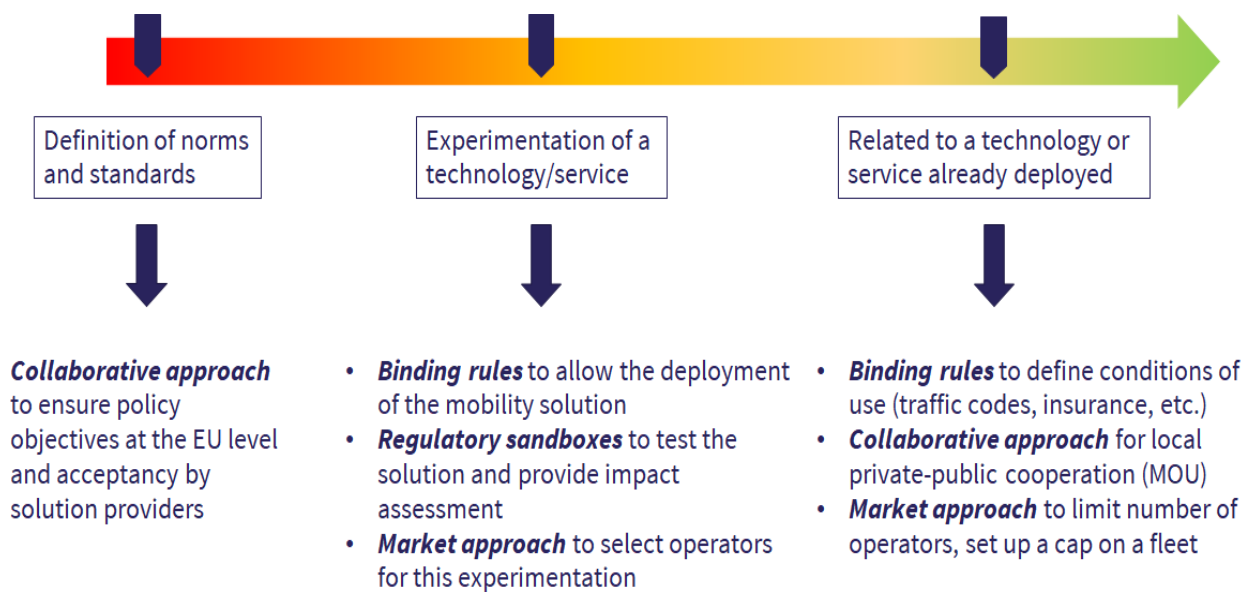 Definition of norms
and standards
Experimentation of a
technology/service
Related to a technology or
service already deployed
Collaborative approach
to ensure policy
objectives at the EU level
and acceptancy by
solution providers
• Binding rules to allow the deployment
of the mobility solution
• Regulatory sandboxes to test the
solution and provide impact
assessment
• Market approach to select operators
for this experimentation
• Binding rules to define conditions of
use (traffic codes, insurance, etc.)
• Collaborative approach for local
private-public cooperation (MOU)
• Market approach to limit number of
operators, set up a cap on a fleet